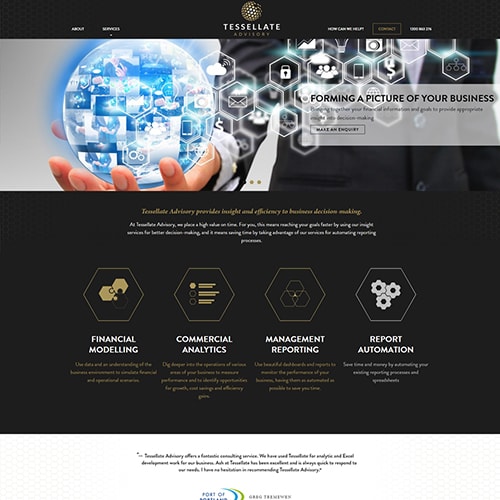 TESSELLATE
ADVISORY
ABOUT
SERVICES
HOW CAN WE HELP?
CONTACT
1300 863 376
FORMING A PICTURE OF YOUR BUSINESS
Bringing together your financial information and goals to provide appropriate
insight into decision-making
MAKE AN ENQUIRY
Tessellate Advisory provides insight and efficiency to business decision making.
At Tessellate Advisory, we place a high value on time. For you, this means reaching your goals faster by using our insight
services for better decision-making, and it means saving time by taking advantage of our services for automating reporting
processes.
FINANCIAL
MODELLING
Use data and an understanding of the
business environment to simulate financial
and operational scenarios.
COMMERCIAL
ANALYTICS
Dig deeper into the operations of various
areas of your business to measure
performance and to identify opportunities
for growth, cost savings and efficiency
gains.
MANAGEMENT
REPORTING
Use beautiful dashboards and reports to
monitor the performance of your
business, having them as automated as
possible to save you time.
REPORT
AUTOMATION
Save time and money by automating your
existing reporting processes and
spreadsheets
"— Tessellate Advisory offers a fantastic consulting service. We have used Tessellate for analytic and Excel
development work for our business. Ash at Tessellate has been excellent and is always quick to respond to
our needs. I have no hesitation in recommending Tessellate Advisory."
PORT OF
GREG TREMEWEN